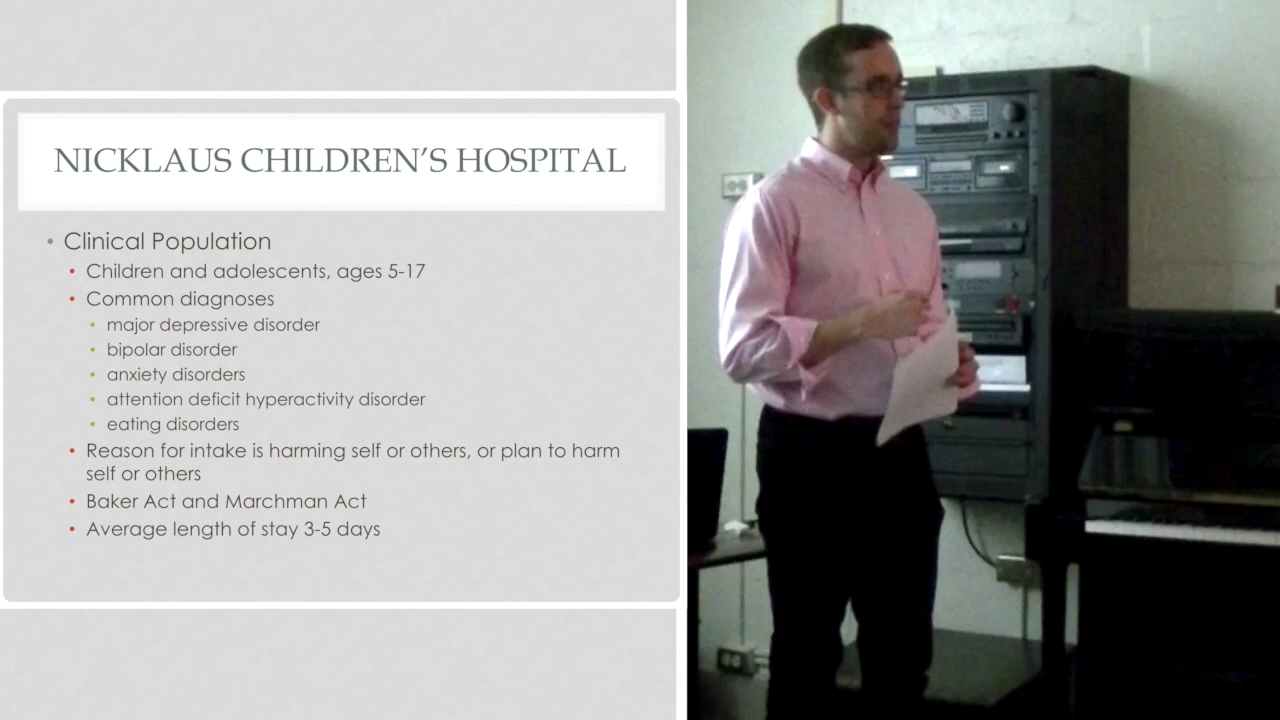 NICKLAUS CHILDREN'S HOSPITAL
• Clinical Population
• Children and adolescents, ages 5-17
• Common diagnoses
• major depressive disorder
• bipolar disorder
• anxiety disorders
• attention deficit hyperactivity disorder
• eating disorders
• Reason for intake is harming self or others, or plan to harm
self or others
• Baker Act and Marchman Act
• Average length of stay 3-5 days